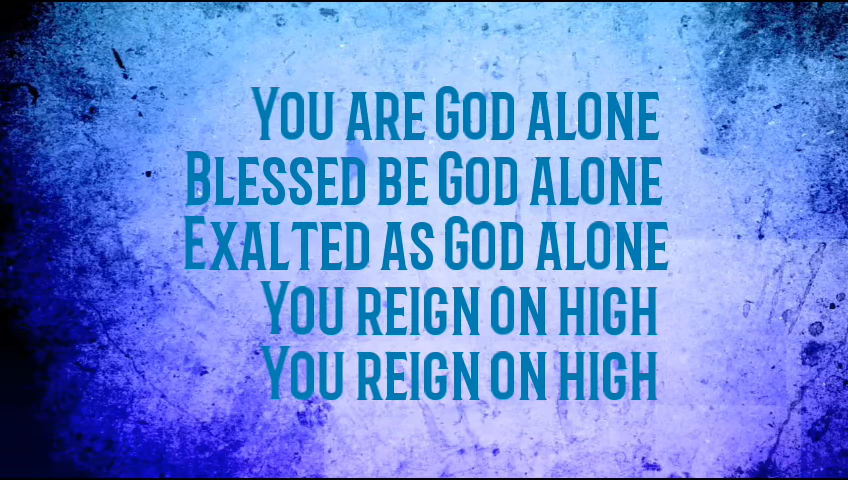 You are God alone
Blessed be God alone
Exalted as God alone
You reign on high
You reign on high